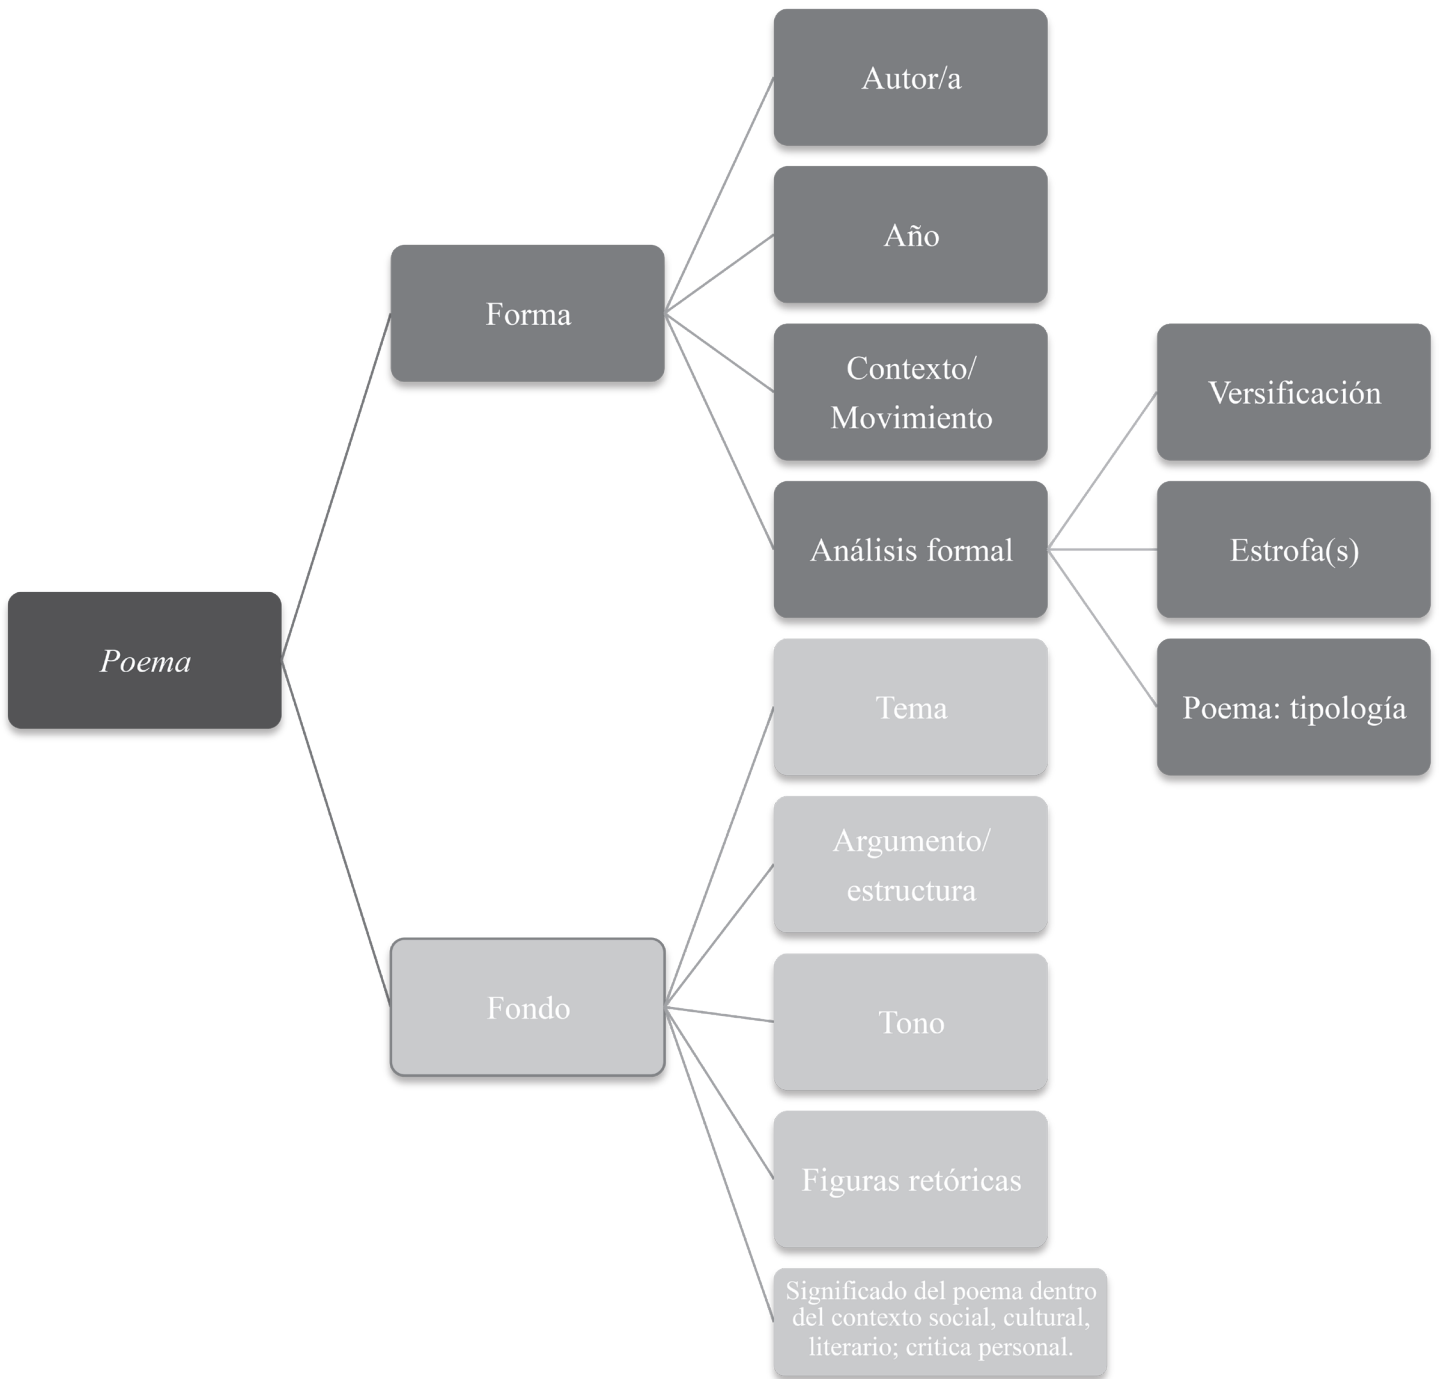 Autor/a
Año
Forma
Contexto/
Movimiento
Versificación
Análisis formal
Estrofa(s)
Poema
Tema
Poema: tipología
Argumento/
estructura
Fondo
Tono
Figuras retóricas
Significado del poema dentro
del contexto social, cultural,
literario; critica personal.